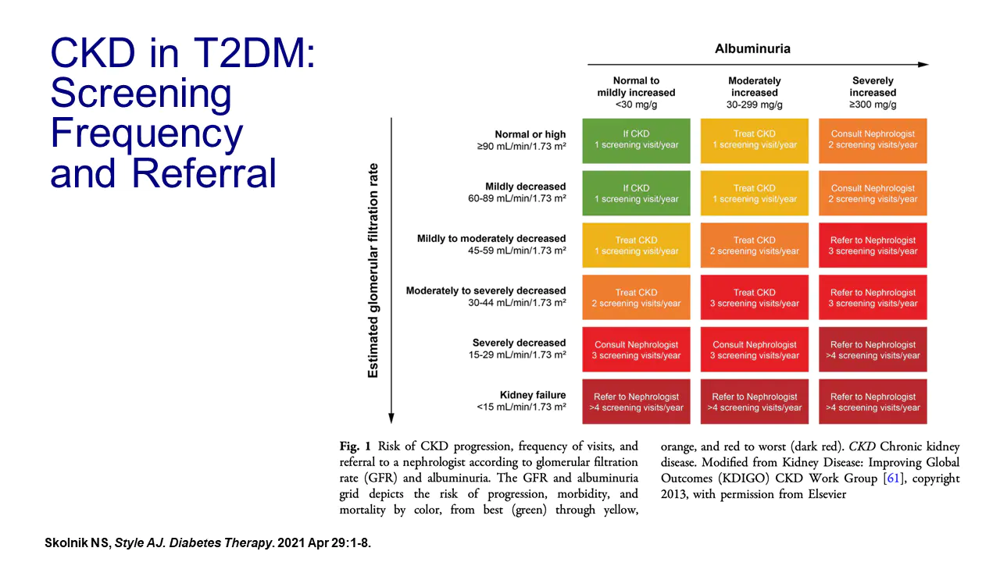 CKD in T2DM:
Screening
Frequency
and Referral
Albuminuria
Normal to
mildly increased
<30 mg/g
Moderately
increased
30-299 mg/g
Severely
increased
≥300 mg/g
Estimated glomerular filtration rate
Normal or high
≥90 mL/min/1.73 m²
If CKD
1 screening visit/year
Treat CKD
1 screening visit/year
Consult Nephrologist
2 screening visits/year
Mildly decreased
60-89 mL/min/1.73 m²
If CKD
1 screening visit/year
Treat CKD
1 screening visit/year
Consult Nephrologist
2 screening visits/year
Mildly to moderately decreased
45-59 mL/min/1.73 m²
Treat CKD
1 screening visit/year
Treat CKD
2 screening visits/year
Refer to Nephrologist
3 screening visits/year
Moderately to severely decreased
30-44 mL/min/1.73 m²
Treat CKD
2 screening visits/year
Treat CKD
3 screening visits/year
Refer to Nephrologist
3 screening visits/year
Severely decreased
15-29 mL/min/1.73 m²
Consult Nephrologist
3 screening visits/year
Consult Nephrologist
3 screening visits/year
Refer to Nephrologist
>4 screening visits/year
Kidney failure
<15 mL/min/1.73 m²
Refer to Nephrologist
>4 screening visits/year
Refer to Nephrologist
>4 screening visits/year
Refer to Nephrologist
>4 screening visits/year
Fig. 1 Risk of CKD progression, frequency of visits, and
referral to a nephrologist according to glomerular filtration
rate (GFR) and albuminuria. The GFR and albuminuria
grid depicts the risk of progression, morbidity, and
mortality by color, from best (green) through yellow,
orange, and red to worst (dark red). CKD Chronic kidney
disease. Modified from Kidney Disease: Improving Global
Outcomes (KDIGO) CKD Work Group [61], copyright
2013, with permission from Elsevier
Skolnik NS, Style AJ. Diabetes Therapy. 2021 Apr 29:1-8.